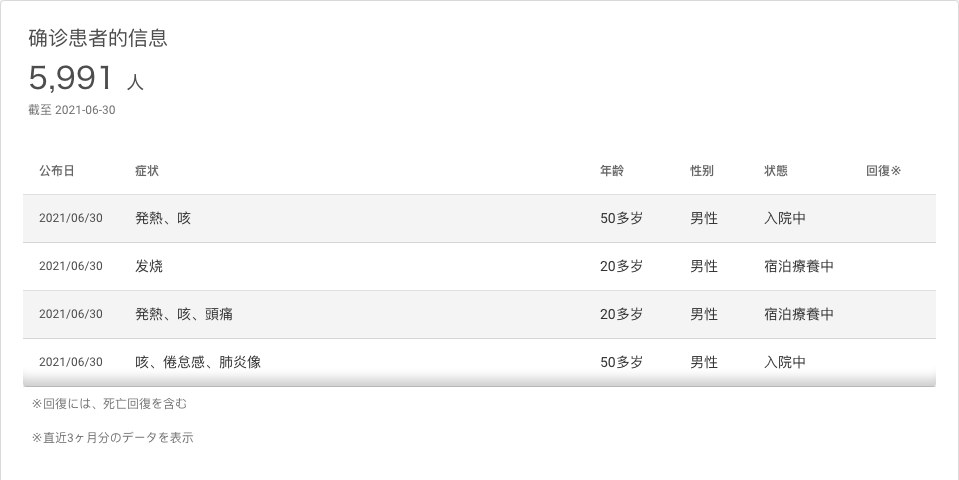 确诊患者的信息
5,991 人
截至 2021-06-30
公布日 症状 年齢 性别 状態 回復※
2021/06/30 発熱、咳 50多岁 男性 入院中
2021/06/30 发烧 20多岁 男性 宿泊療養中
2021/06/30 発熱、咳、頭痛 20多岁 男性 宿泊療養中
2021/06/30 咳、倦怠感、肺炎像 50多岁 男性 入院中
※回復には、死亡回復を含む
※直近3ヶ月分のデータを表示